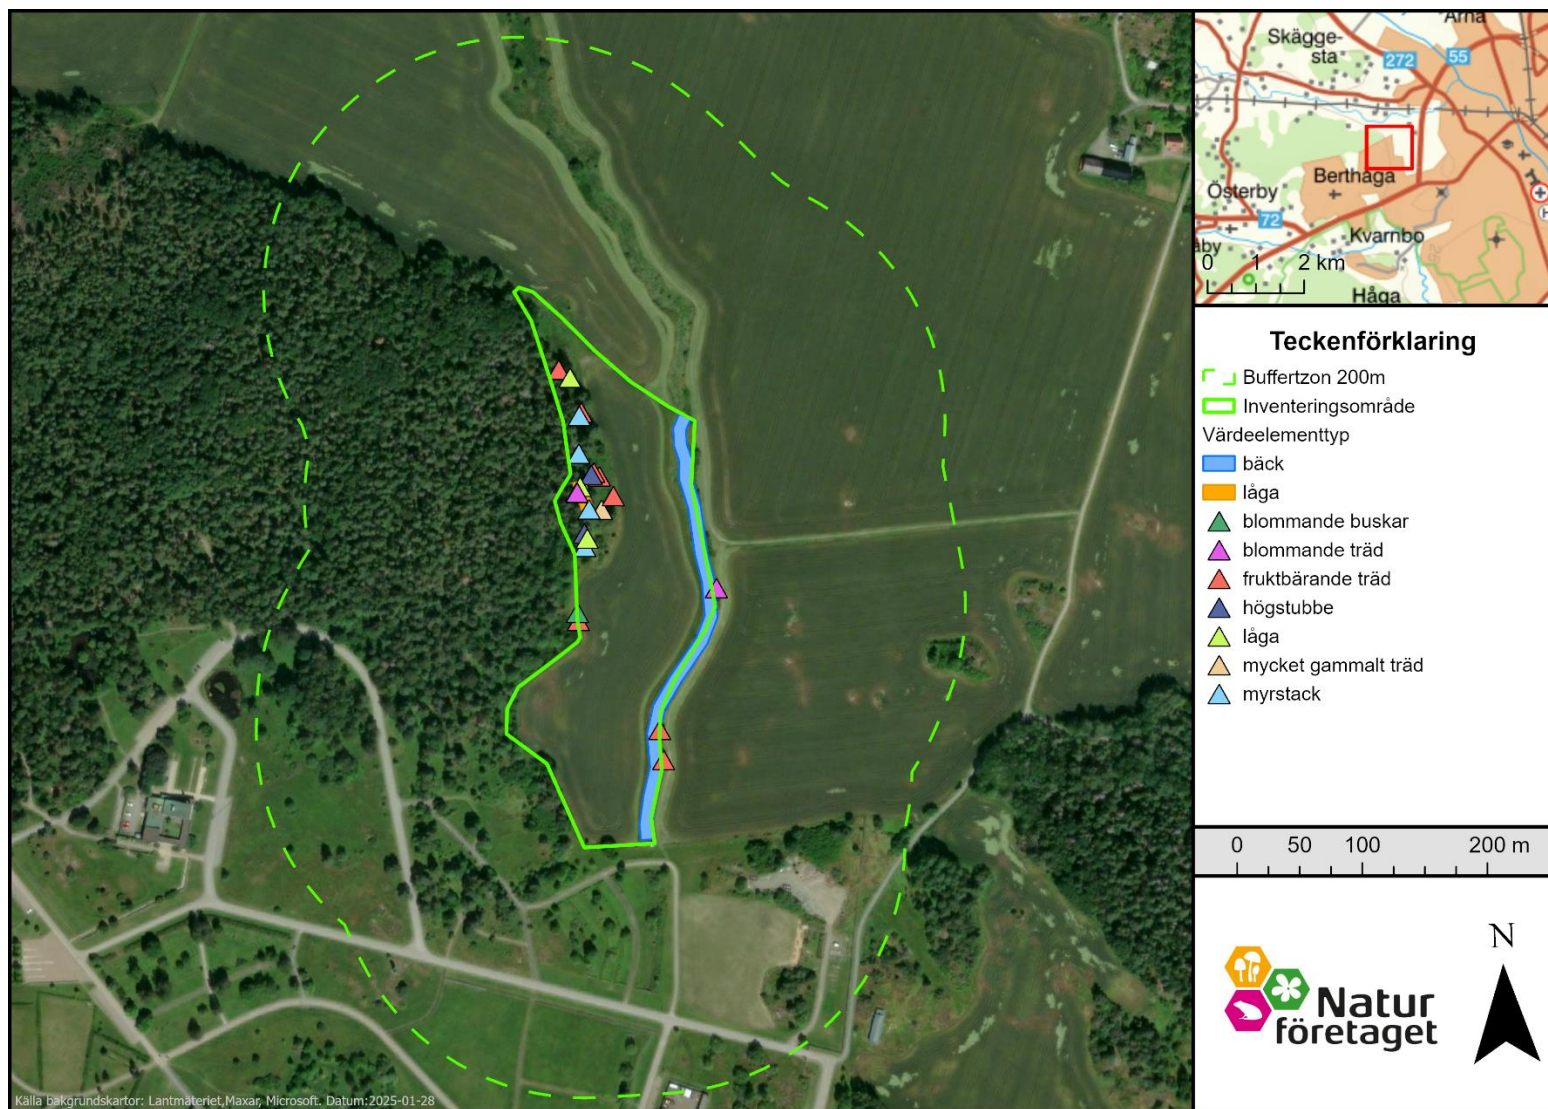 Källa bakgrundskartor: Lantmäteriet,Maxar, Microsoft. Datum:2025-01-28
Arna
Skägge-
sta
272
55
Berthåga
Österby
72
Kvarnbo
Håga
0 1 2 km
Teckenförklaring
Buffertzon 200m
Inventeringsområde
Värdeelementtyp
bäck
låga
blommande buskar
blommande träd
fruktbärande träd
högstubbe
låga
mycket gammalt träd
myrstack
0 50 100 200 m
Natur
företaget
N